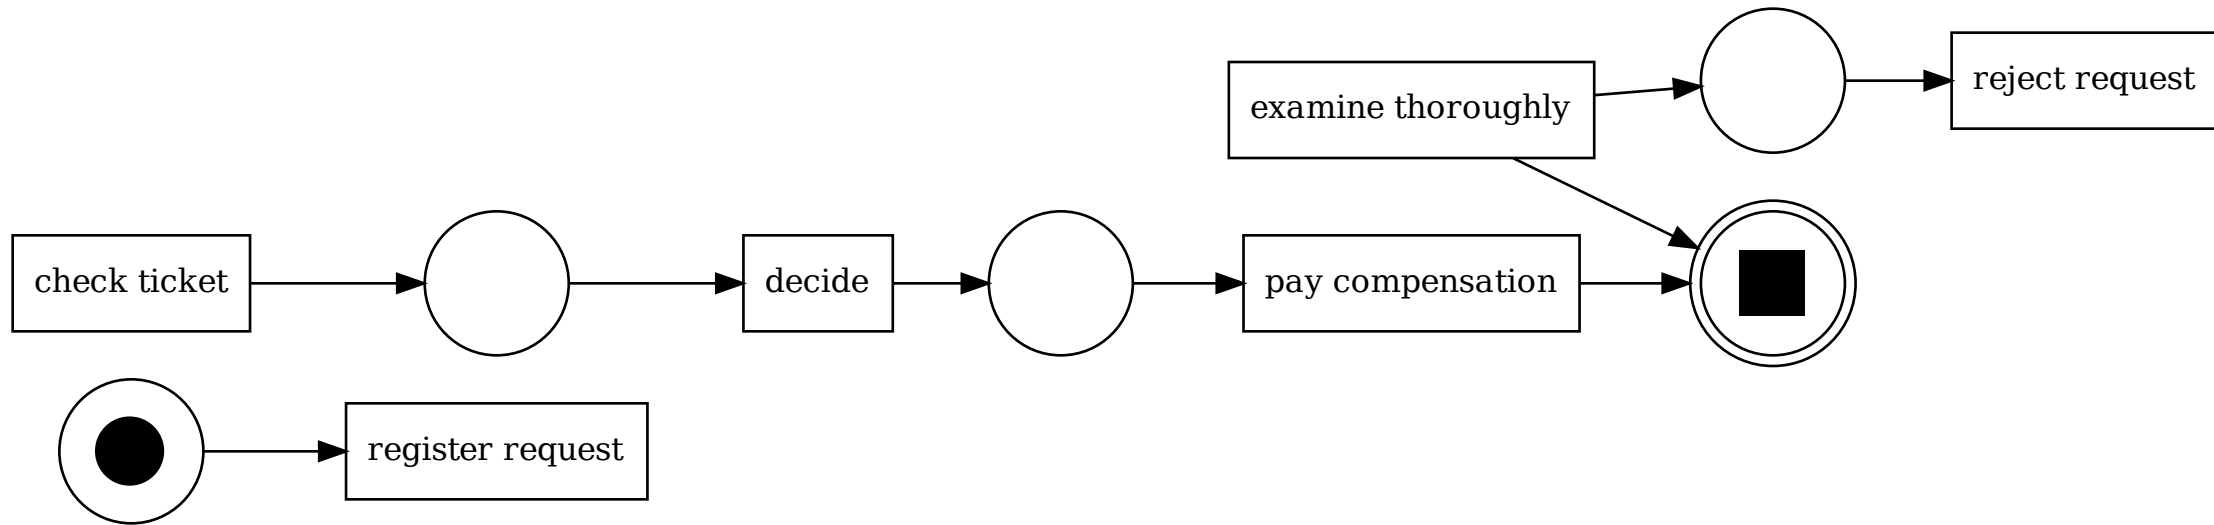 examine thoroughly
reject request
check ticket
decide
pay compensation
register request